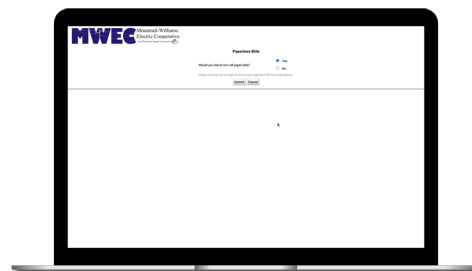 MWEC
Mountrail-Williams
Electric Cooperative
Paperless Bills
Would you like to turn off paper bills?
Yes
No
Submit Cancel